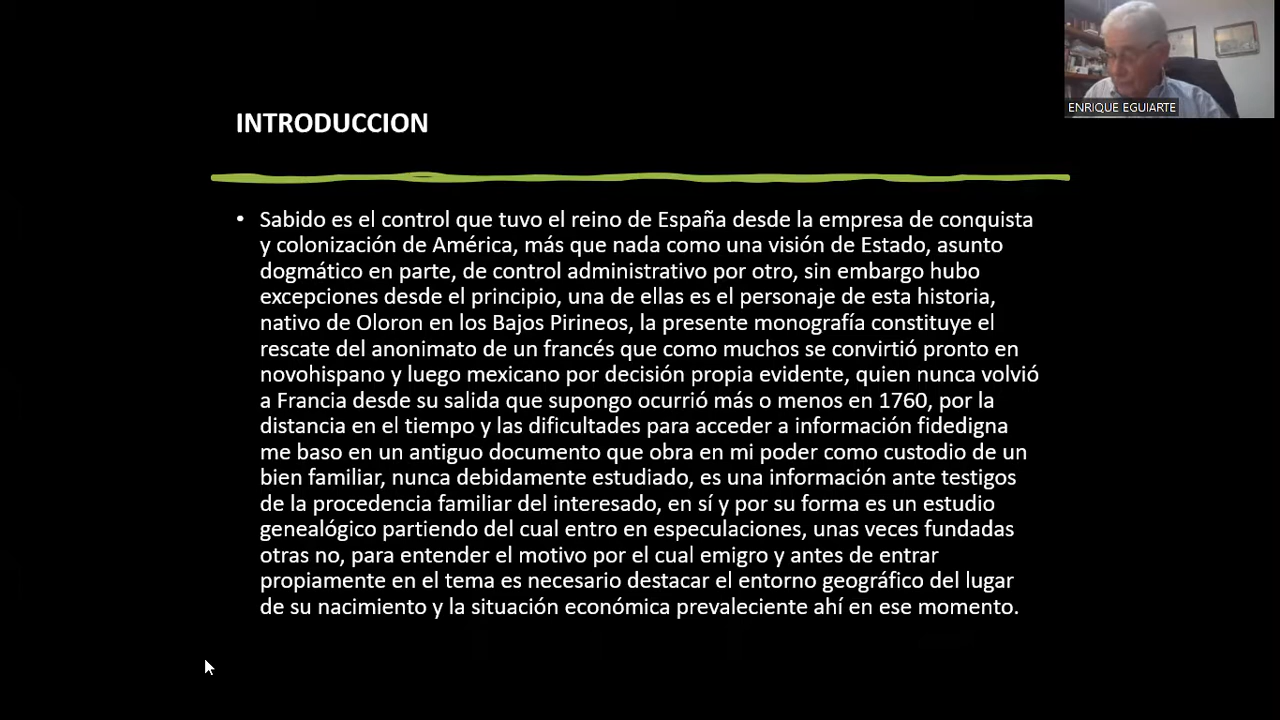 INTRODUCCION
ENRIQUE EGUIARTE
• Sabido es el control que tuvo el reino de España desde la empresa de conquista
y colonización de América, más que nada como una visión de Estado, asunto
dogmático en parte, de control administrativo por otro, sin embargo hubo
excepciones desde el principio, una de ellas es el personaje de esta historia,
nativo de Oloron en los Bajos Pirineos, la presente monografía constituye el
rescate del anonimato de un francés que como muchos se convirtió pronto en
novohispano y luego mexicano por decisión propia evidente, quien nunca volvió
a Francia desde su salida que supongo ocurrió más o menos en 1760, por la
distancia en el tiempo y las dificultades para acceder a información fidedigna
me baso en un antiguo documento que obra en mi poder como custodio de un
bien familiar, nunca debidamente estudiado, es una información ante testigos
de la procedencia familiar del interesado, en sí y por su forma es un estudio
genealógico partiendo del cual entro en especulaciones, unas veces fundadas
otras no, para entender el motivo por el cual emigro y antes de entrar
propiamente en el tema es necesario destacar el entorno geográfico del lugar
de su nacimiento y la situación económica prevaleciente ahí en ese momento.